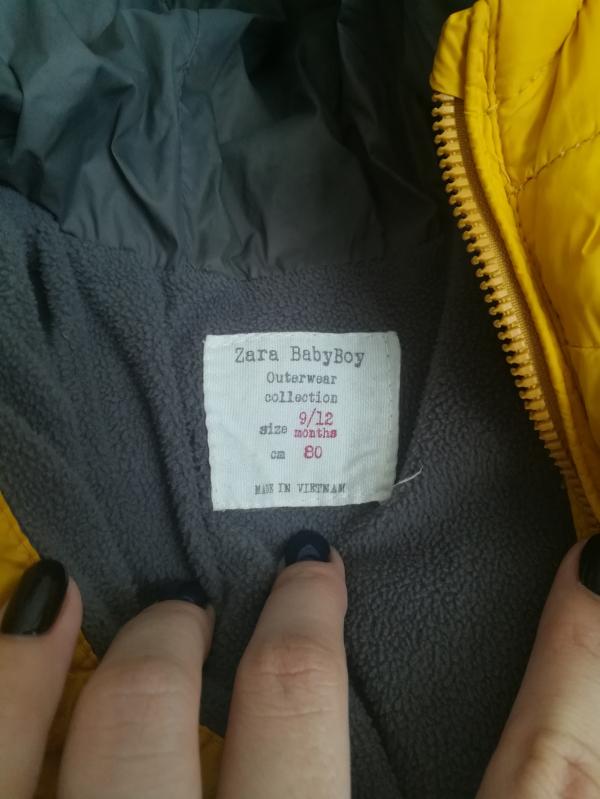 Zara BabyBoy
Outerwear
collection
size 9/12 months
cm 80
MADE IN VIETNAM